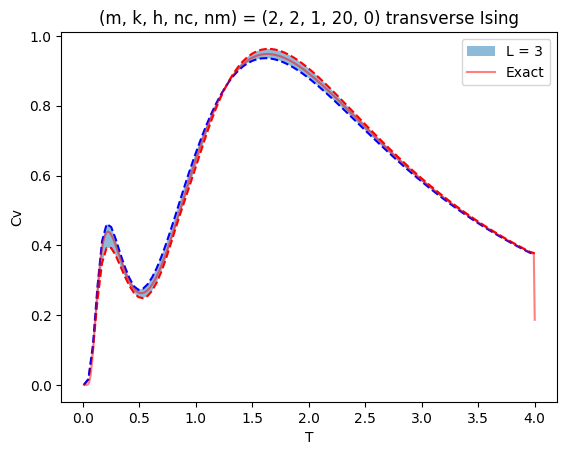 (m, k, h, nc, nm) = (2, 2, 1, 20, 0) transverse Ising
L = 3
Exact
Cv
1.0
0.8
0.6
0.4
0.2
0.0
0.0 0.5 1.0 1.5 2.0 2.5 3.0 3.5 4.0
T